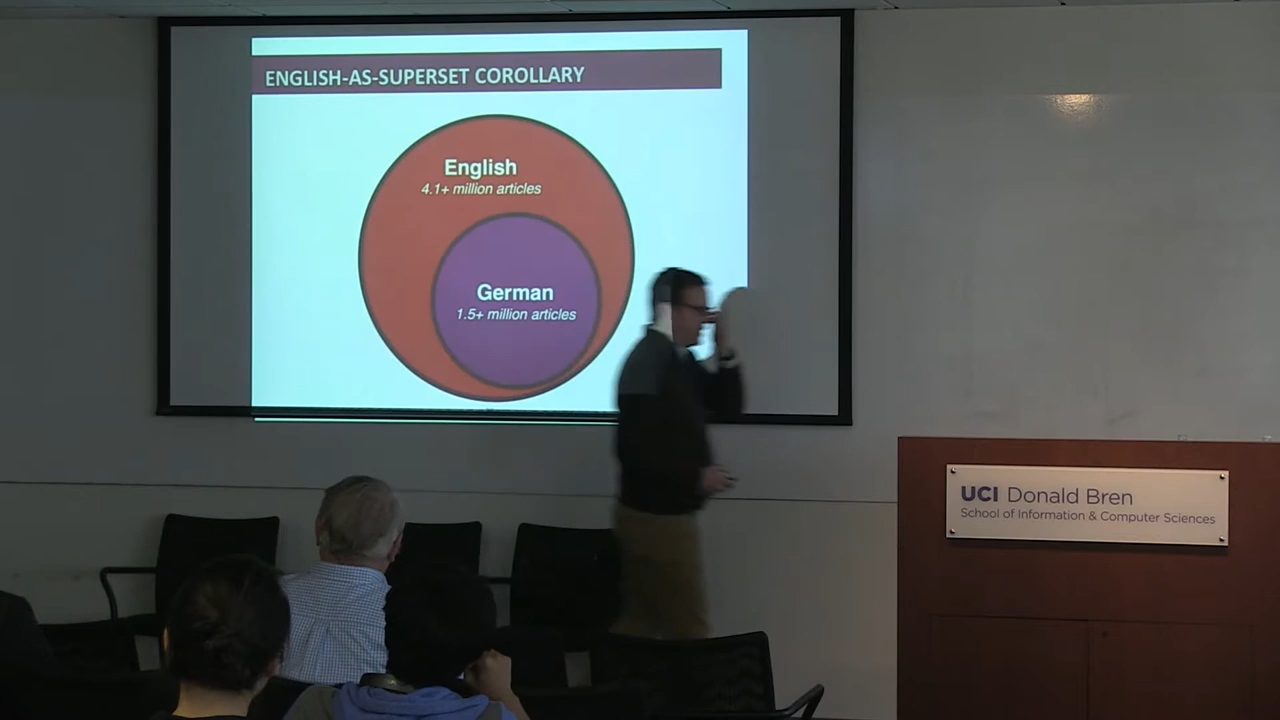 ENGLISH-AS-SUPERSET COROLLARY
English
4.1+ million articles
German
1.5+ million articles
UCI Donald Bren
School of Information & Computer Sciences